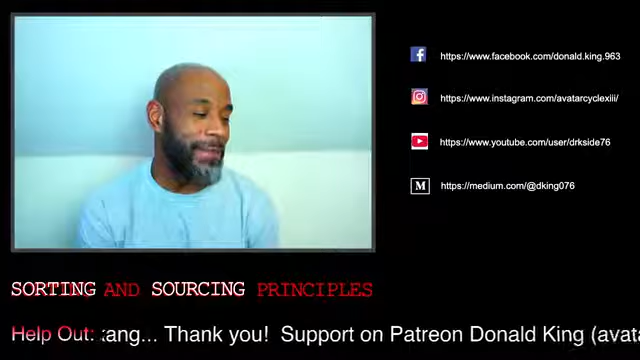 https://www.facebook.com/donald.king.963
https://www.instagram.com/avatarcyclexiii/
https://www.youtube.com/user/drkside76
M https://medium.com/@dking076
SORTING AND SOURCING PRINCIPLES
Help Out: :ang... Thank you! Support on Patreon Donald King (avata